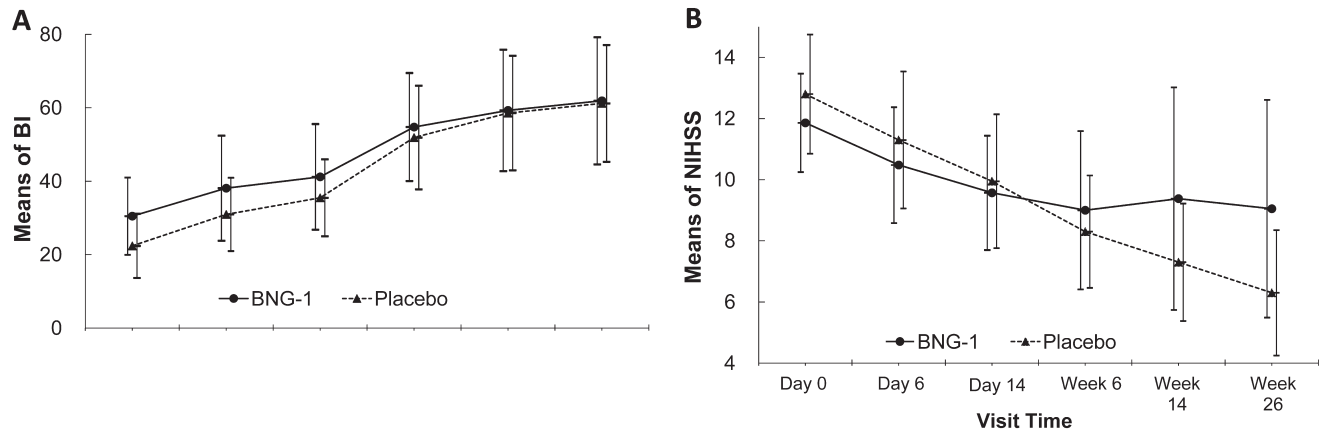 A
80
60
40
20
0
Means of BI
BNG-1 Placebo
B
14
12
10
8
6
4
Means of NIHSS
BNG-1 Placebo
Day 0 Day 6 Day 14 Week 6 Week 14 Week 26
Visit Time